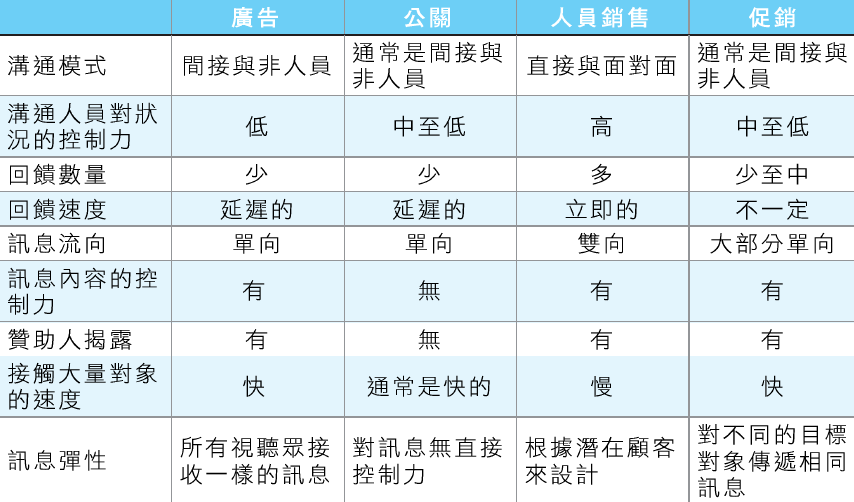 廣告 公關 人員銷售 促銷
溝通模式 間接與非人員 通常是間接與非人員 直接與面對面 通常是間接與非人員
溝通人員對狀況的控制力 低 中至低 高 中至低
回饋數量 少 少 多 少至中
回饋速度 延遲的 延遲的 立即的 不一定
訊息流向 單向 單向 雙向 大部分單向
訊息內容的控制力 有 無 有 有
贊助人揭露 有 無 有 有
接觸大量對象的速度 快 通常是快的 慢 快
訊息彈性 所有視聽眾接收一樣的訊息 對訊息無直接控制力 根據潛在顧客來設計 對不同的目標對象傳遞相同訊息